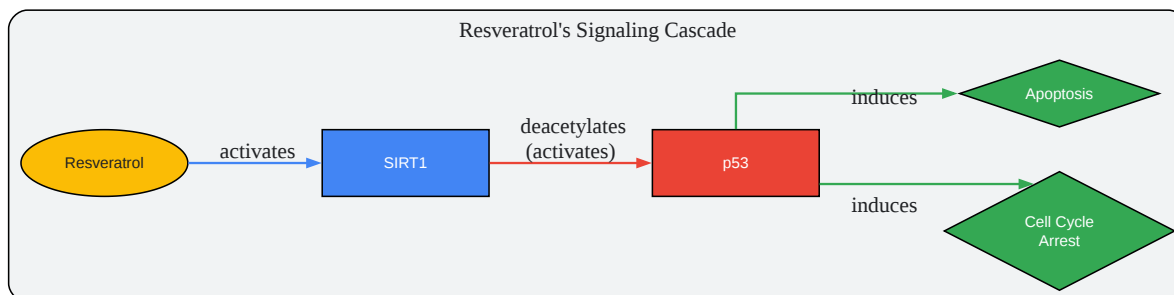 Resveratrol's Signaling Cascade
Resveratrol
activates
SIRT1
deacetylates
(activates)
p53
induces
Apoptosis
induces
Cell Cycle
Arrest